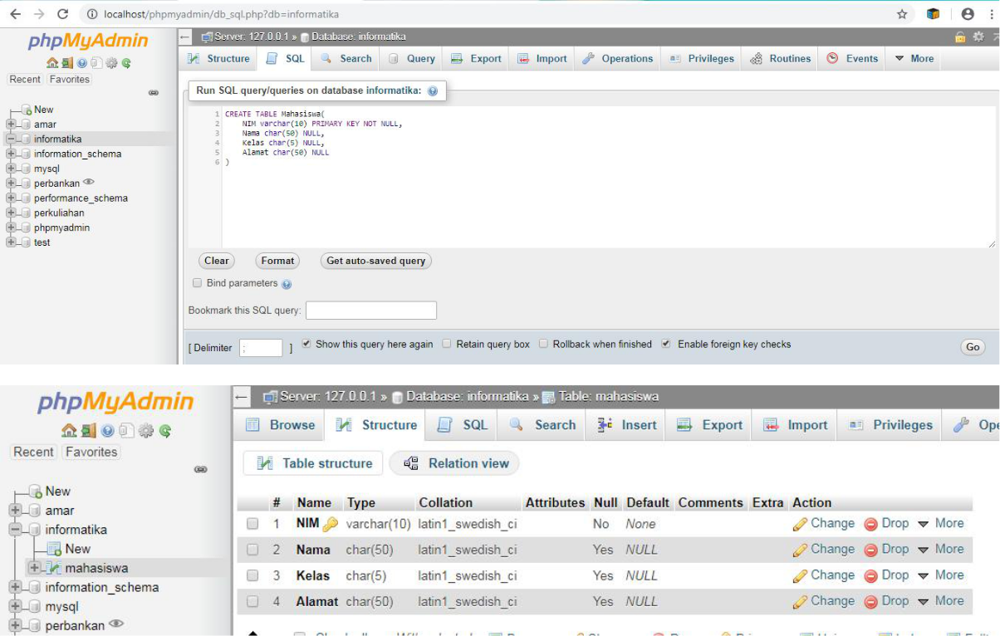 localhost/phpmyadmin/db_sql.php?db=informatika
phpMyAdmin
Recent Favorites
New
amar
informatika
information_schema
mysql
perbankan
performance_schema
perkuliahan
phpmyadmin
test
Server: 127.0.0.1 » Database: informatika
Structure SQL Search Query Export Import Operations Privileges Routines Events More
Run SQL query/queries on database informatika:
1 CREATE TABLE Mahasiswa(
2 NIM varchar(10) PRIMARY KEY NOT NULL,
3 Nama char(50) NULL,
4 Kelas char(5) NULL,
5 Alamat char(50) NULL
6 )
Clear Format Get auto-saved query
Bind parameters
Bookmark this SQL query:
[ Delimiter ; ] Show this query here again Retain query box Rollback when finished Enable foreign key checks Go
phpMyAdmin
Recent Favorites
New
amar
informatika
New
mahasiswa
information_schema
mysql
perbankan
Server: 127.0.0.1 » Database: informatika » Table: mahasiswa
Browse Structure SQL Search Insert Export Import Privileges Ope
Table structure Relation view
# Name Type Collation Attributes Null Default Comments Extra Action
1 NIM varchar(10) latin1_swedish_ci No None Change Drop More
2 Nama char(50) latin1_swedish_ci Yes NULL Change Drop More
3 Kelas char(5) latin1_swedish_ci Yes NULL Change Drop More
4 Alamat char(50) latin1_swedish_ci Yes NULL Change Drop More